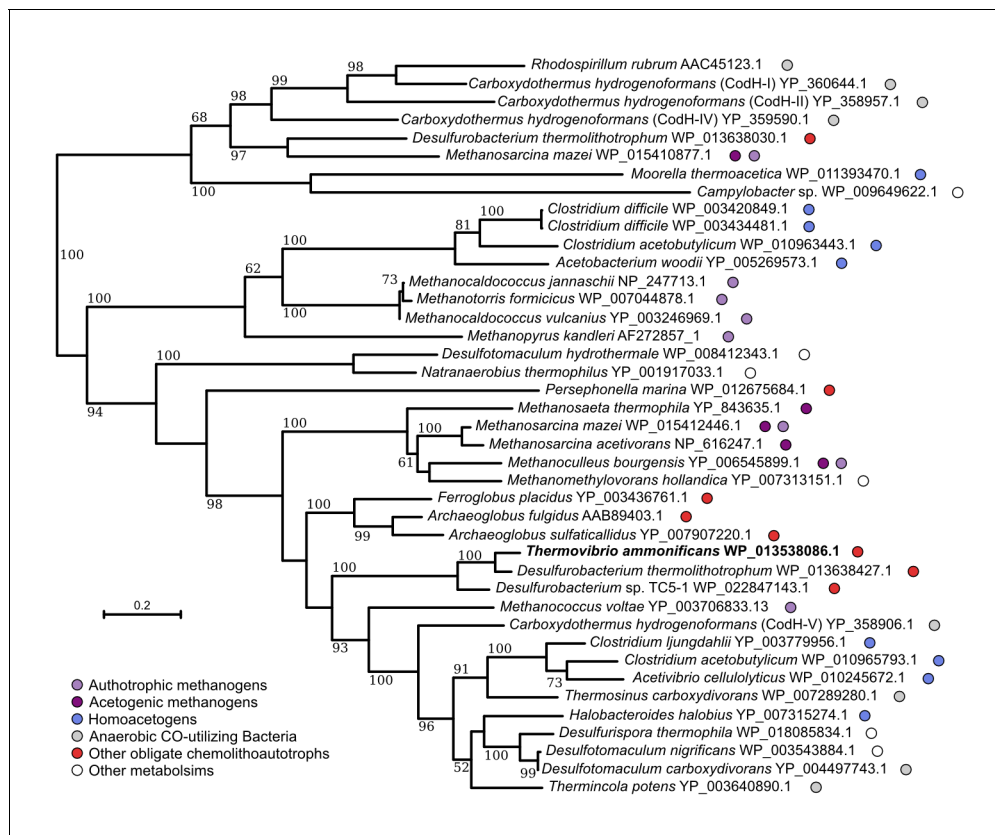 Rhodospirillum rubrum AAC45123.1
98
Carboxydothermus hydrogenoformans (CodH-I) YP_360644.1
99
Carboxydothermus hydrogenoformans (CodH-II) YP_358957.1
98
68
Carboxydothermus hydrogenoformans (CodH-IV) YP_359590.1
Desulfurobacterium thermolithotrophum WP_013638030.1
97
Methanosarcina mazei WP_015410877.1
Moorella thermoacetica WP_011393470.1
100
Campylobacter sp. WP_009649622.1
100
Clostridium difficile WP_003420849.1
81
Clostridium difficile WP_003434481.1
100
Clostridium acetobutylicum WP_010963443.1
100
Acetobacterium woodii YP_005269573.1
62
73
Methanocaldococcus jannaschii NP_247713.1
100
Methanotorris formicicus WP_007044878.1
100
Methanocaldococcus vulcanius YP_003246969.1
Methanopyrus kandleri AF272857_1
100
Desulfotomaculum hydrothermale WP_008412343.1
Natranaerobius thermophilus YP_001917033.1
94
Persephonella marina WP_012675684.1
Methanosaeta thermophila YP_843635.1
100
100
Methanosarcina mazei WP_015412446.1
Methanosarcina acetivorans NP_616247.1
61
Methanoculleus bourgensis YP_006545899.1
Methanomethylovorans hollandica YP_007313151.1
98
100
Ferroglobus placidus YP_003436761.1
Archaeoglobus fulgidus AAB89403.1
99
Archaeoglobus sulfaticallidus YP_007907220.1
100
Thermovibrio ammonificans WP_013538086.1
100
Desulfurobacterium thermolithotrophum WP_013638427.1
Desulfurobacterium sp. TC5-1 WP_022847143.1
0.2
Methanococcus voltae YP_003706833.13
Carboxydothermus hydrogenoformans (CodH-V) YP_358906.1
93
Clostridium ljungdahlii YP_003779956.1
100
100
Clostridium acetobutylicum WP_010965793.1
91
73
Acetivibrio cellulolyticus WP_010245672.1
Thermosinus carboxydivorans WP_007289280.1
96
Halobacteroides halobius YP_007315274.1
Desulfurispora thermophila WP_018085834.1
100
Desulfotomaculum nigrificans WP_003543884.1
52
99
Desulfotomaculum carboxydivorans YP_004497743.1
Thermincola potens YP_003640890.1
Authotrophic methanogens
Acetogenic methanogens
Homoacetogens
Anaerobic CO-utilizing Bacteria
Other obligate chemolithoautotrophs
Other metabolsims